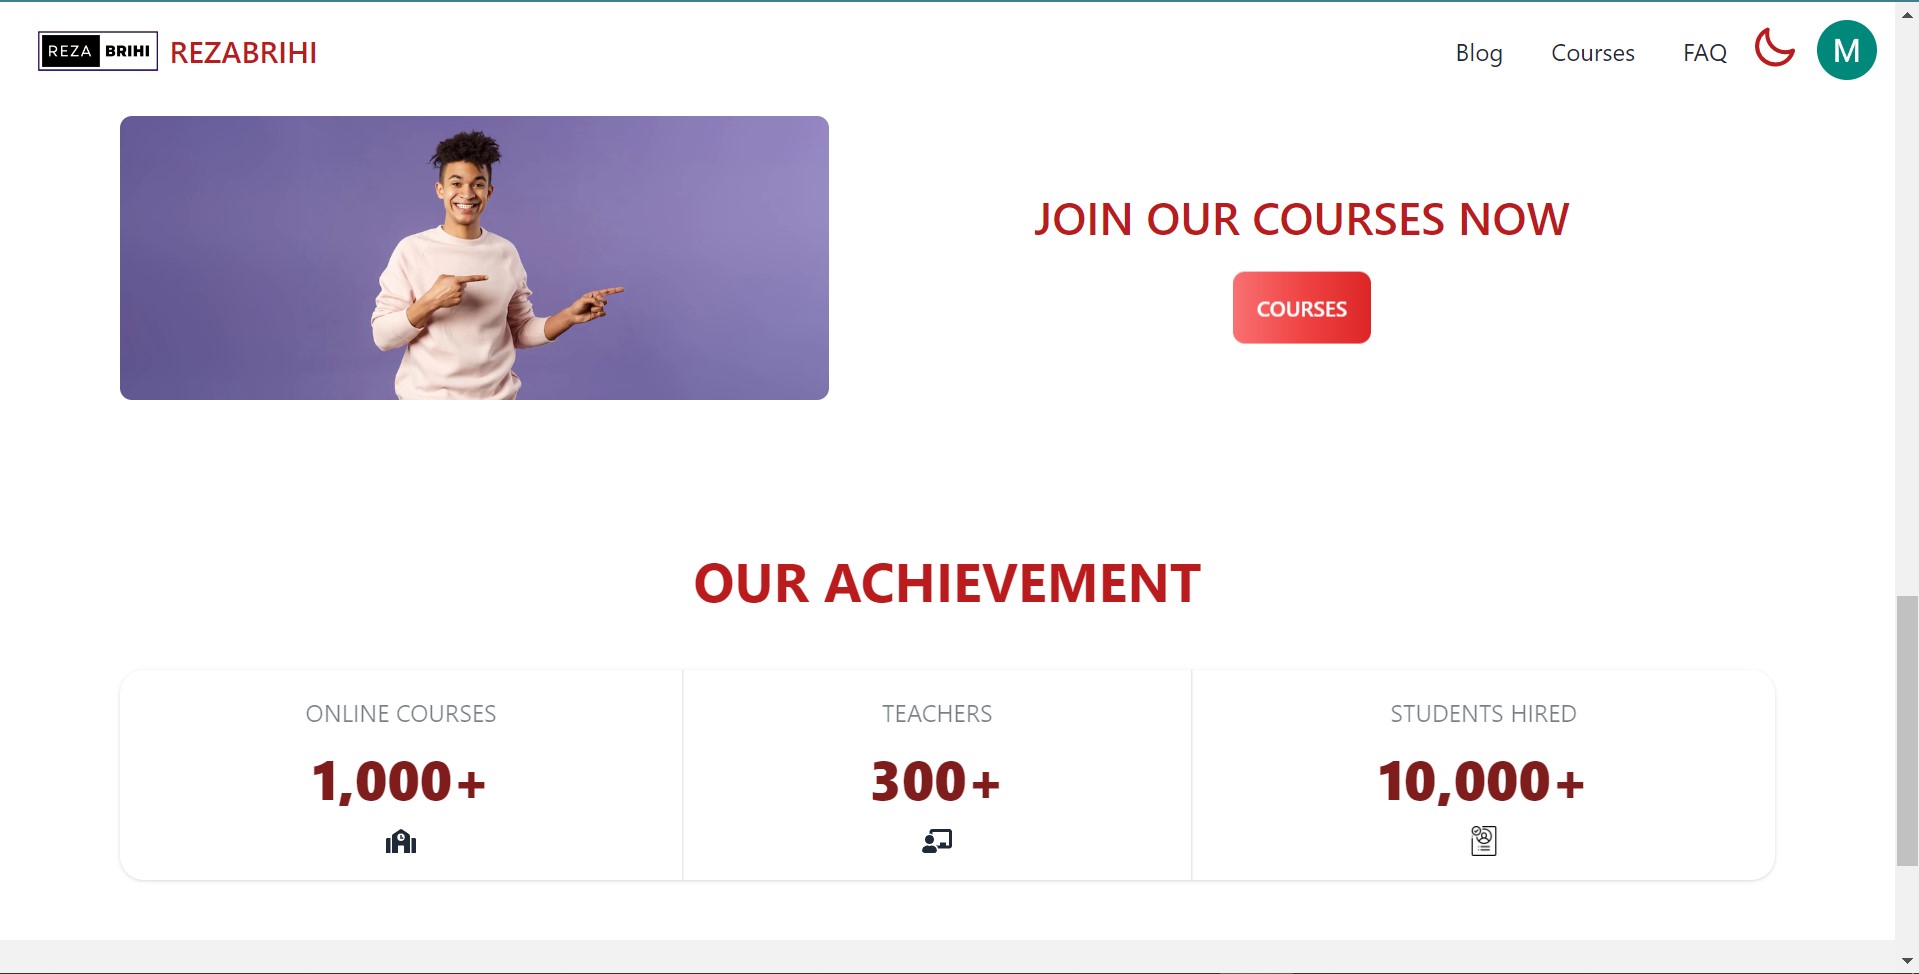 REZA BRIHI REZABRIHI Blog Courses FAQ M
JOIN OUR COURSES NOW
COURSES
OUR ACHIEVEMENT
ONLINE COURSES TEACHERS STUDENTS HIRED
1,000+ 300+ 10,000+